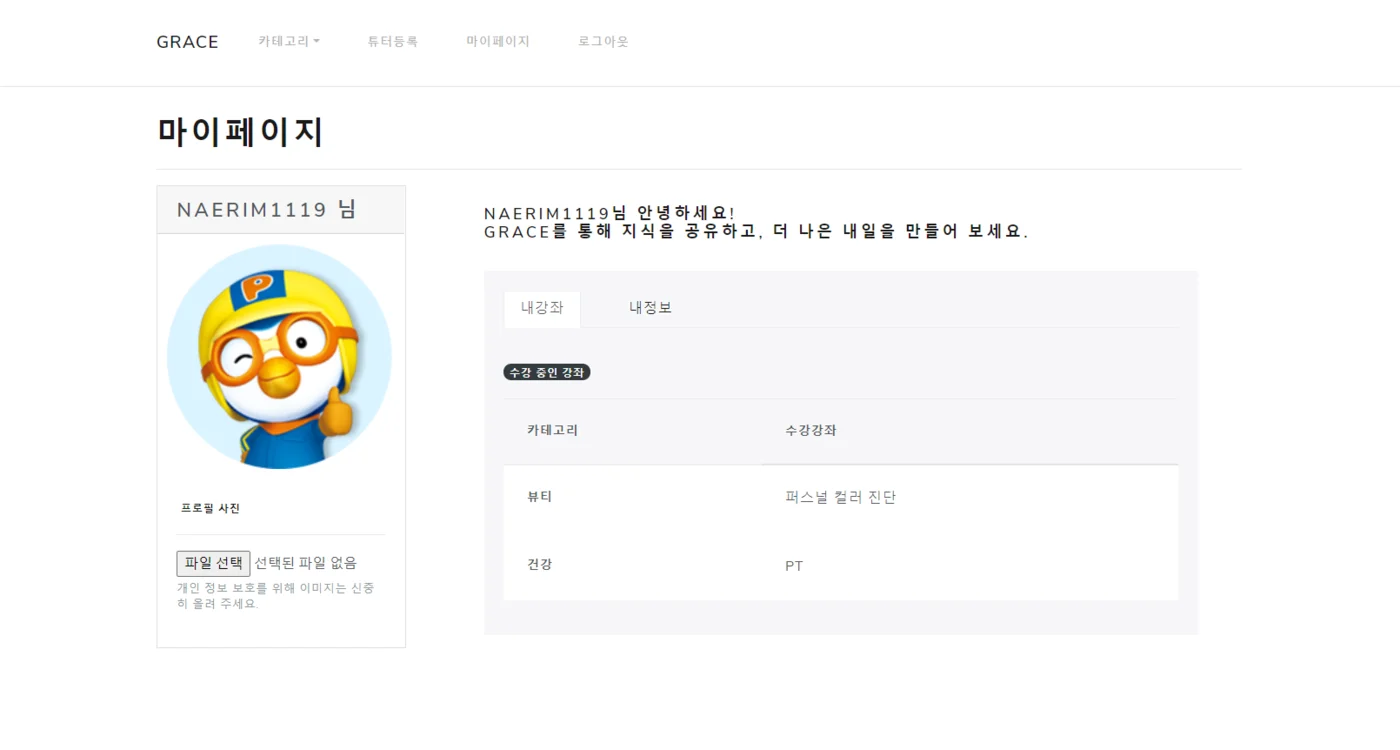 GRACE 카테고리 튜터등록 마이페이지 로그아웃
마이페이지
NAERIM1119 님
P
프로필 사진
파일 선택 선택된 파일 없음
개인 정보 보호를 위해 이미지는 신중
히 올려 주세요.
NAERIM1119님 안녕하세요!
GRACE를 통해 지식을 공유하고, 더 나은 내일을 만들어 보세요.
내강좌 내정보
수강 중인 강좌
카테고리 수강강좌
뷰티 퍼스널 컬러 진단
건강 PT